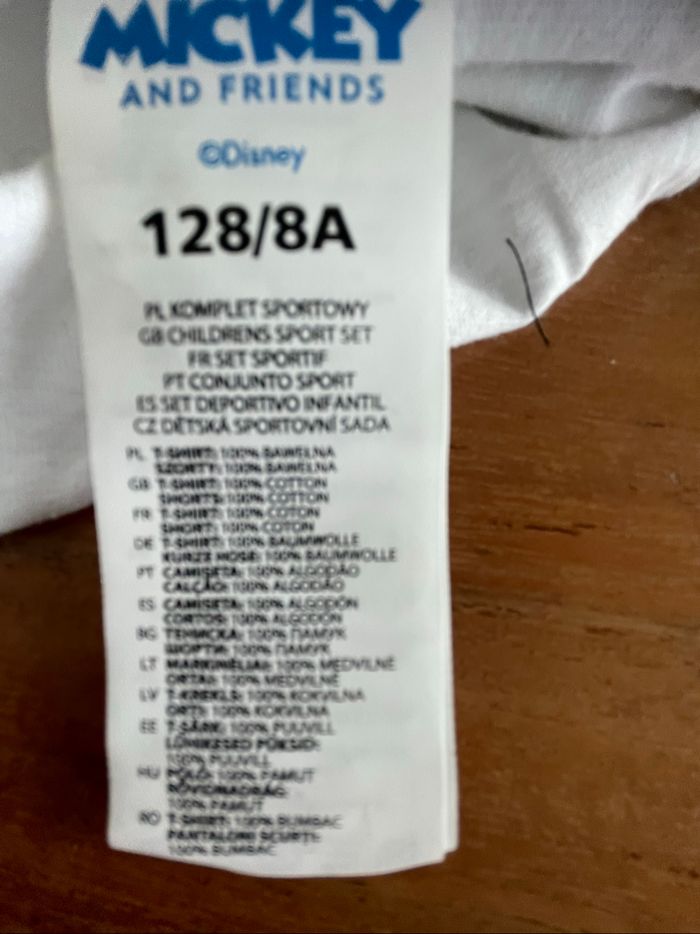 MICKEY
AND FRIENDS
©Disney
128/8A
PL KOMPLET SPORTOWY
GB CHILDRENS SPORT SET
FR SET SPORTIF
PT CONJUNTO SPORT
ES SET DEPORTIVO INFANTIL
CZ DĚTSKÁ SPORTOVNÍ SADA
PL T-SHIRT: 100% BAWEŁNA
SZORTY: 100% BAWEŁNA
GB T-SHIRT: 100% COTTON
SHORTS: 100% COTTON
FR T-SHIRT: 100% COTON
SHORT: 100% COTON
DE T-SHIRT: 100% BAUMWOLLE
KURZE HOSE: 100% BAUMWOLLE
PT CAMISETA: 100% ALGODÃO
CALÇÃO: 100% ALGODÃO
ES CAMISETA: 100% ALGODÓN
CORTOS: 100% ALGODÓN
BG ТЕНИСКА: 100% ПАМУК
ШОРТИ: 100% ПАМУК
LT MARŠKINĖLIAI: 100% MEDVILNĖ
ORTAI: 100% MEDVILNĖ
LV T-KREKLS: 100% KOKVILNA
ORTI: 100% KOKVILNA
EE T-SÄRK: 100% PUUVILL
LÜHIKESED PÜKSID:
100% PUUVILL
HU PÓLÓ: 100% PAMUT
RÖVIDNADRÁG:
100% PAMUT
RO T-SHIRT: 100% BUMBAC
PANTALONI SCURTI:
100% BUMBAC